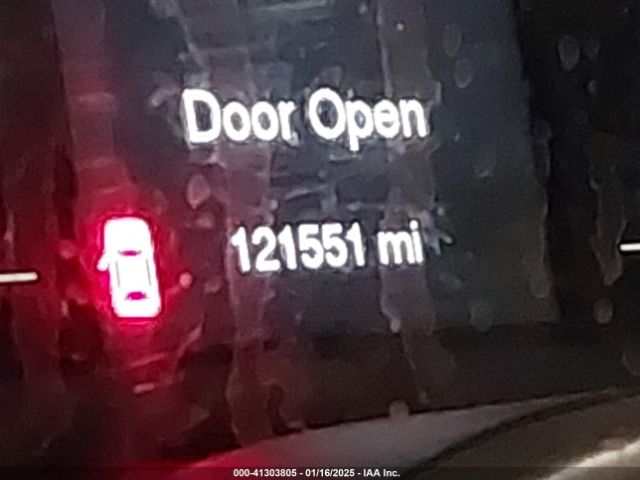 Door Open
121551 mi
000-41303805 - 01/16/2025 - IAA Inc.